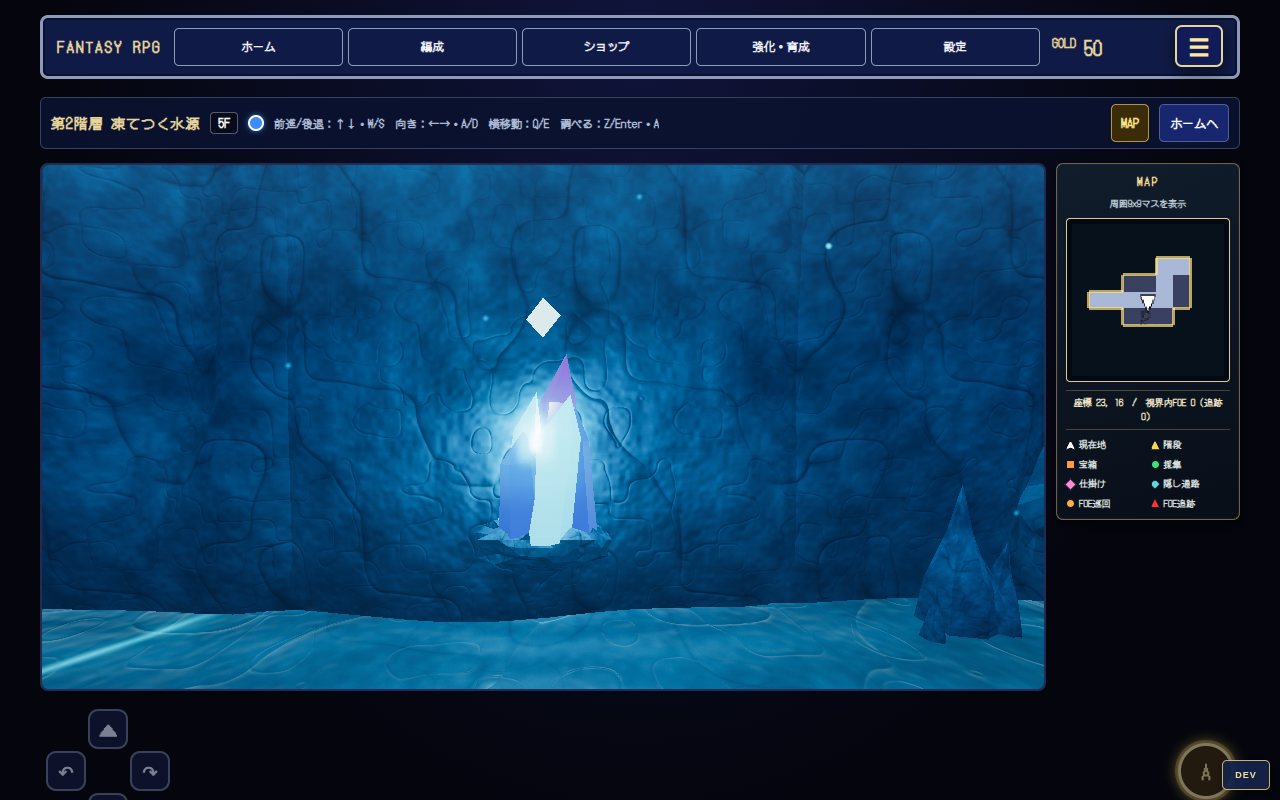 FANTASY RPG
ホーム
編成
ショップ
強化・育成
設定
GOLD 50
第2階層 凍てつく水源
5F
前進/後退：↑↓・W/S 向き：←→・A/D 横移動：Q/E 調べる：Z/Enter・A
MAP
ホームへ
MAP
周囲9x9マスを表示
座標 23, 16 / 視界内FOE 0（追跡
0）
現在地
階段
宝箱
採集
仕掛け
隠し通路
FOE巡回
FOE追跡
A
DEV